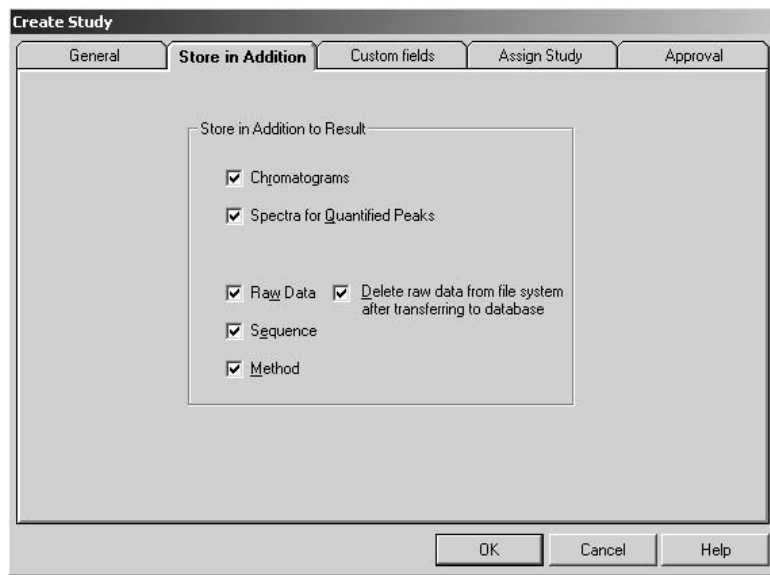 Create Study
General Store in Addition Custom fields Assign Study Approval
Store in Addition to Result
Chromatograms
Spectra for Quantified Peaks
Raw Data Delete raw data from file system
after transferring to database
Sequence
Method
OK Cancel Help